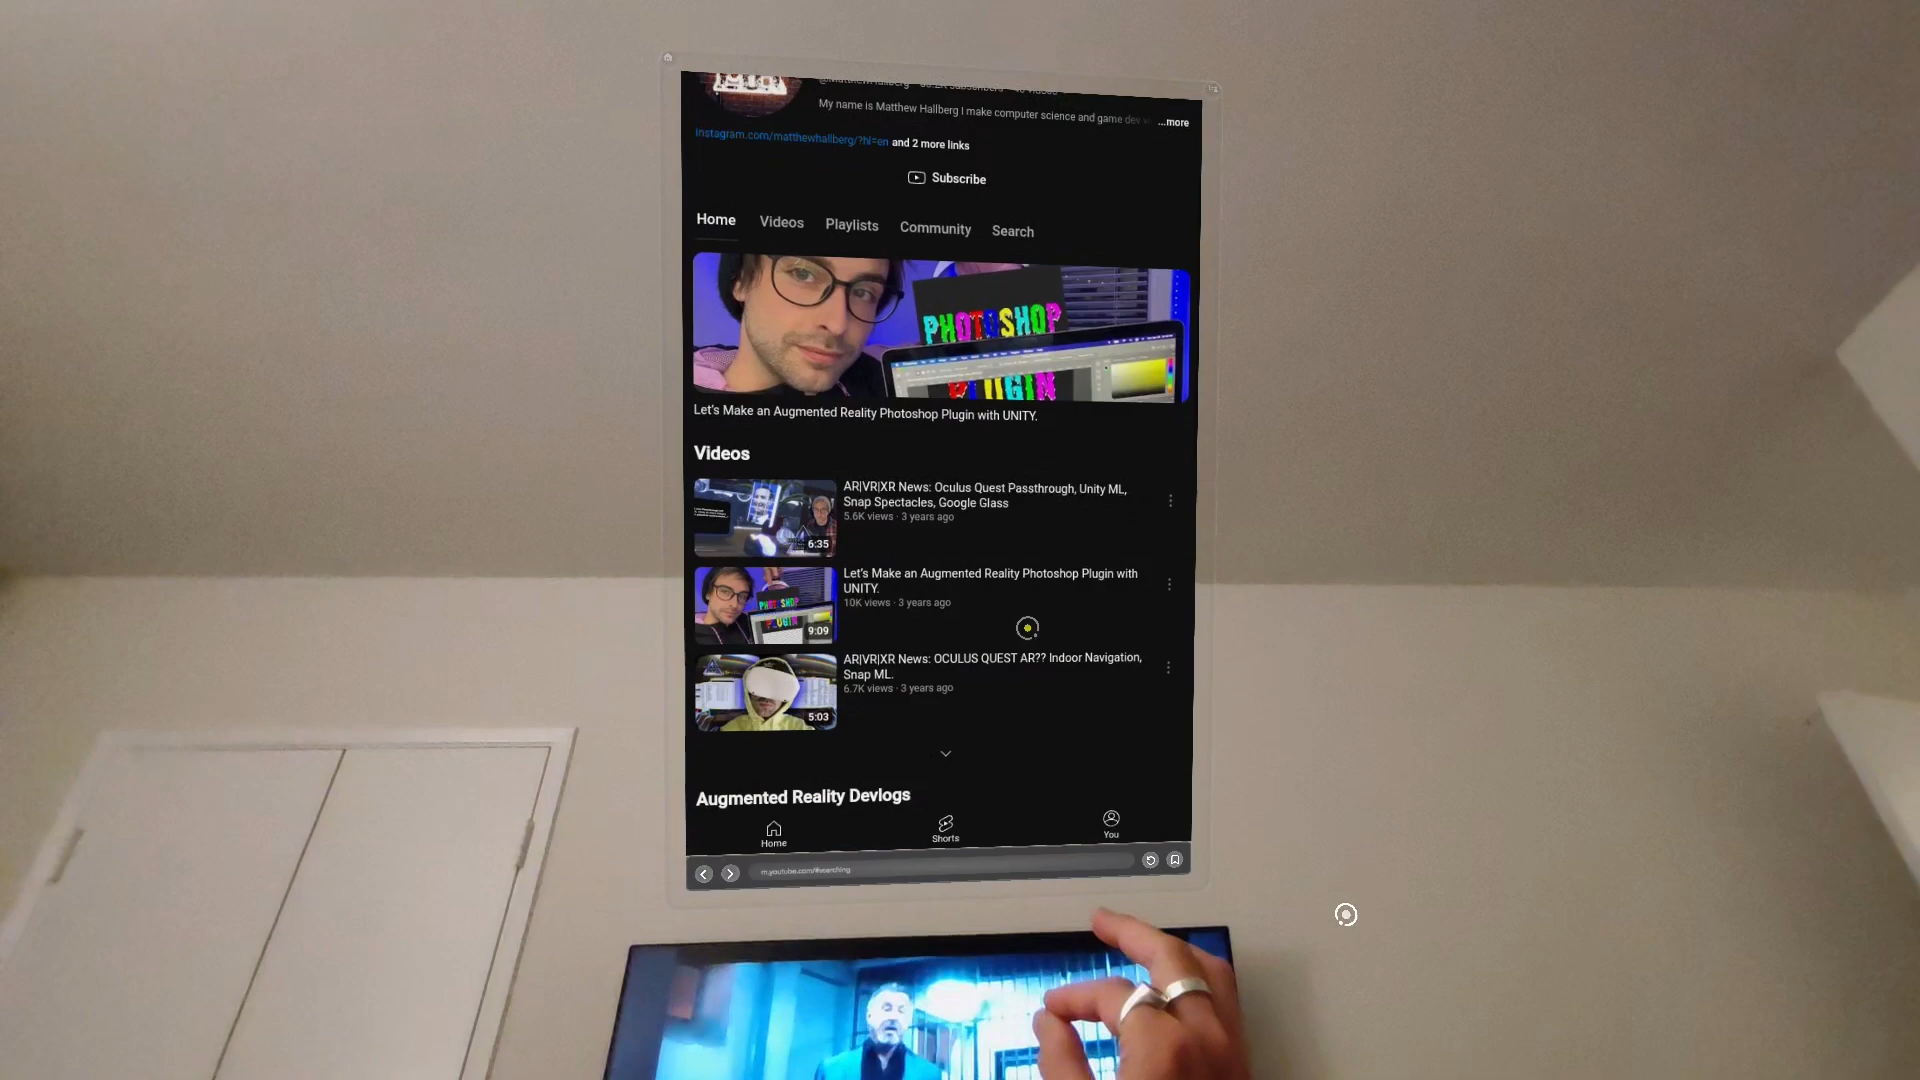 My name is Matthew Hallberg I make computer science and game dev
...more
instagram.com/matthewhallberg/?hl=en and 2 more links
Subscribe
Home Videos Playlists Community Search
PHOTOSHOP
PLUGIN
Let's Make an Augmented Reality Photoshop Plugin with UNITY.
Videos
AR|VR|XR News: Oculus Quest Passthrough, Unity ML,
Snap Spectacles, Google Glass
5.6K views · 3 years ago
6:35
Let's Make an Augmented Reality Photoshop Plugin with
UNITY.
10K views · 3 years ago
PHOTOSHOP
PLUGIN
9:09
AR|VR|XR News: OCULUS QUEST AR?? Indoor Navigation,
Snap ML.
6.7K views · 3 years ago
5:03
Augmented Reality Devlogs
Home Shorts You
m.youtube.com/#searching